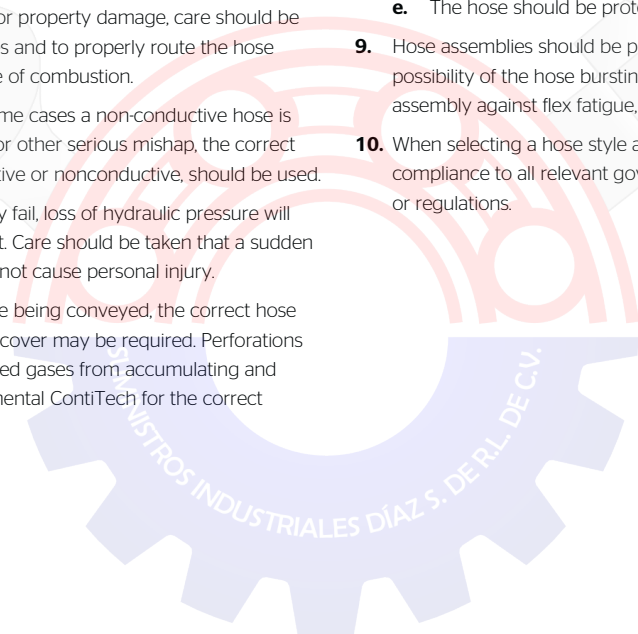 or property damage, care should be
s and to properly route the hose
e of combustion.
me cases a non-conductive hose is
or other serious mishap, the correct
tive or nonconductive, should be used.
y fail, loss of hydraulic pressure will
t. Care should be taken that a sudden
not cause personal injury.
e being conveyed, the correct hose
cover may be required. Perforations
ed gases from accumulating and
nental ContiTech for the correct
e. The hose should be prot
9. Hose assemblies should be p
possibility of the hose burstin
assembly against flex fatigue,
10. When selecting a hose style a
compliance to all relevant gov
or regulations.
SUMINISTROS INDUSTRIALES DÍAZ S. DE R.L. DE C.V.